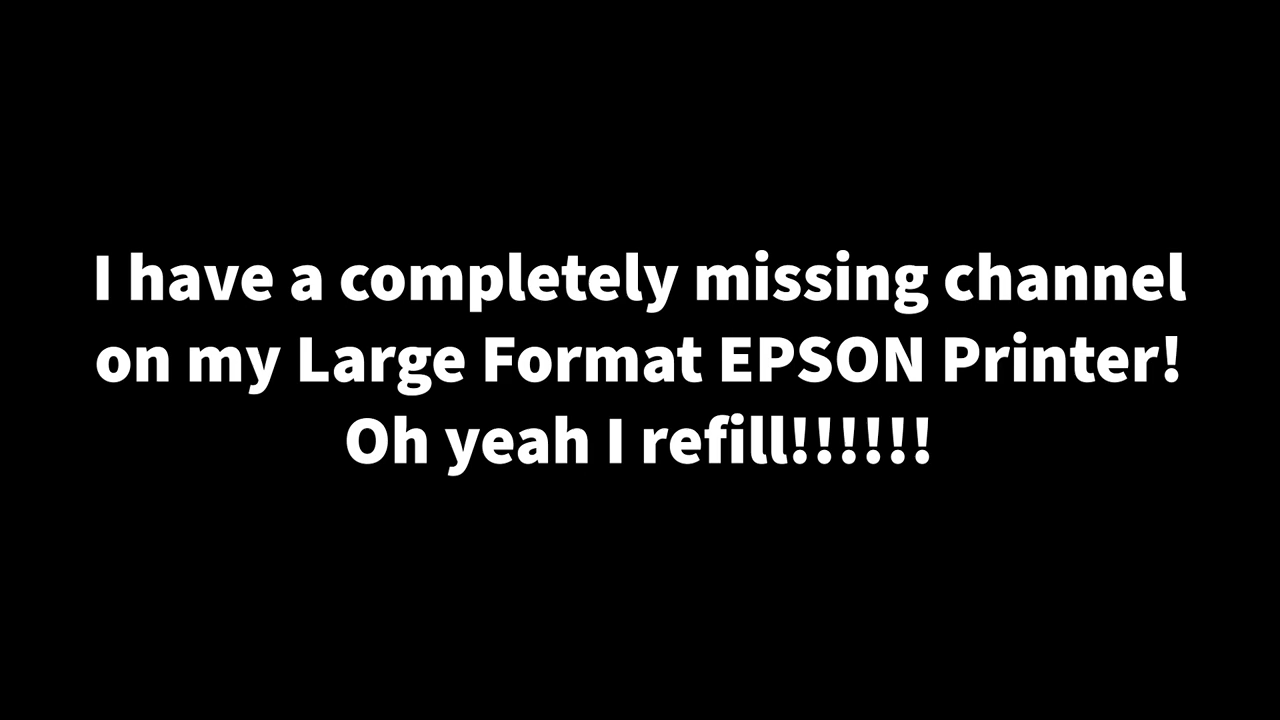 I have a completely missing channel
on my Large Format EPSON Printer!
Oh yeah I refill!!!!!!